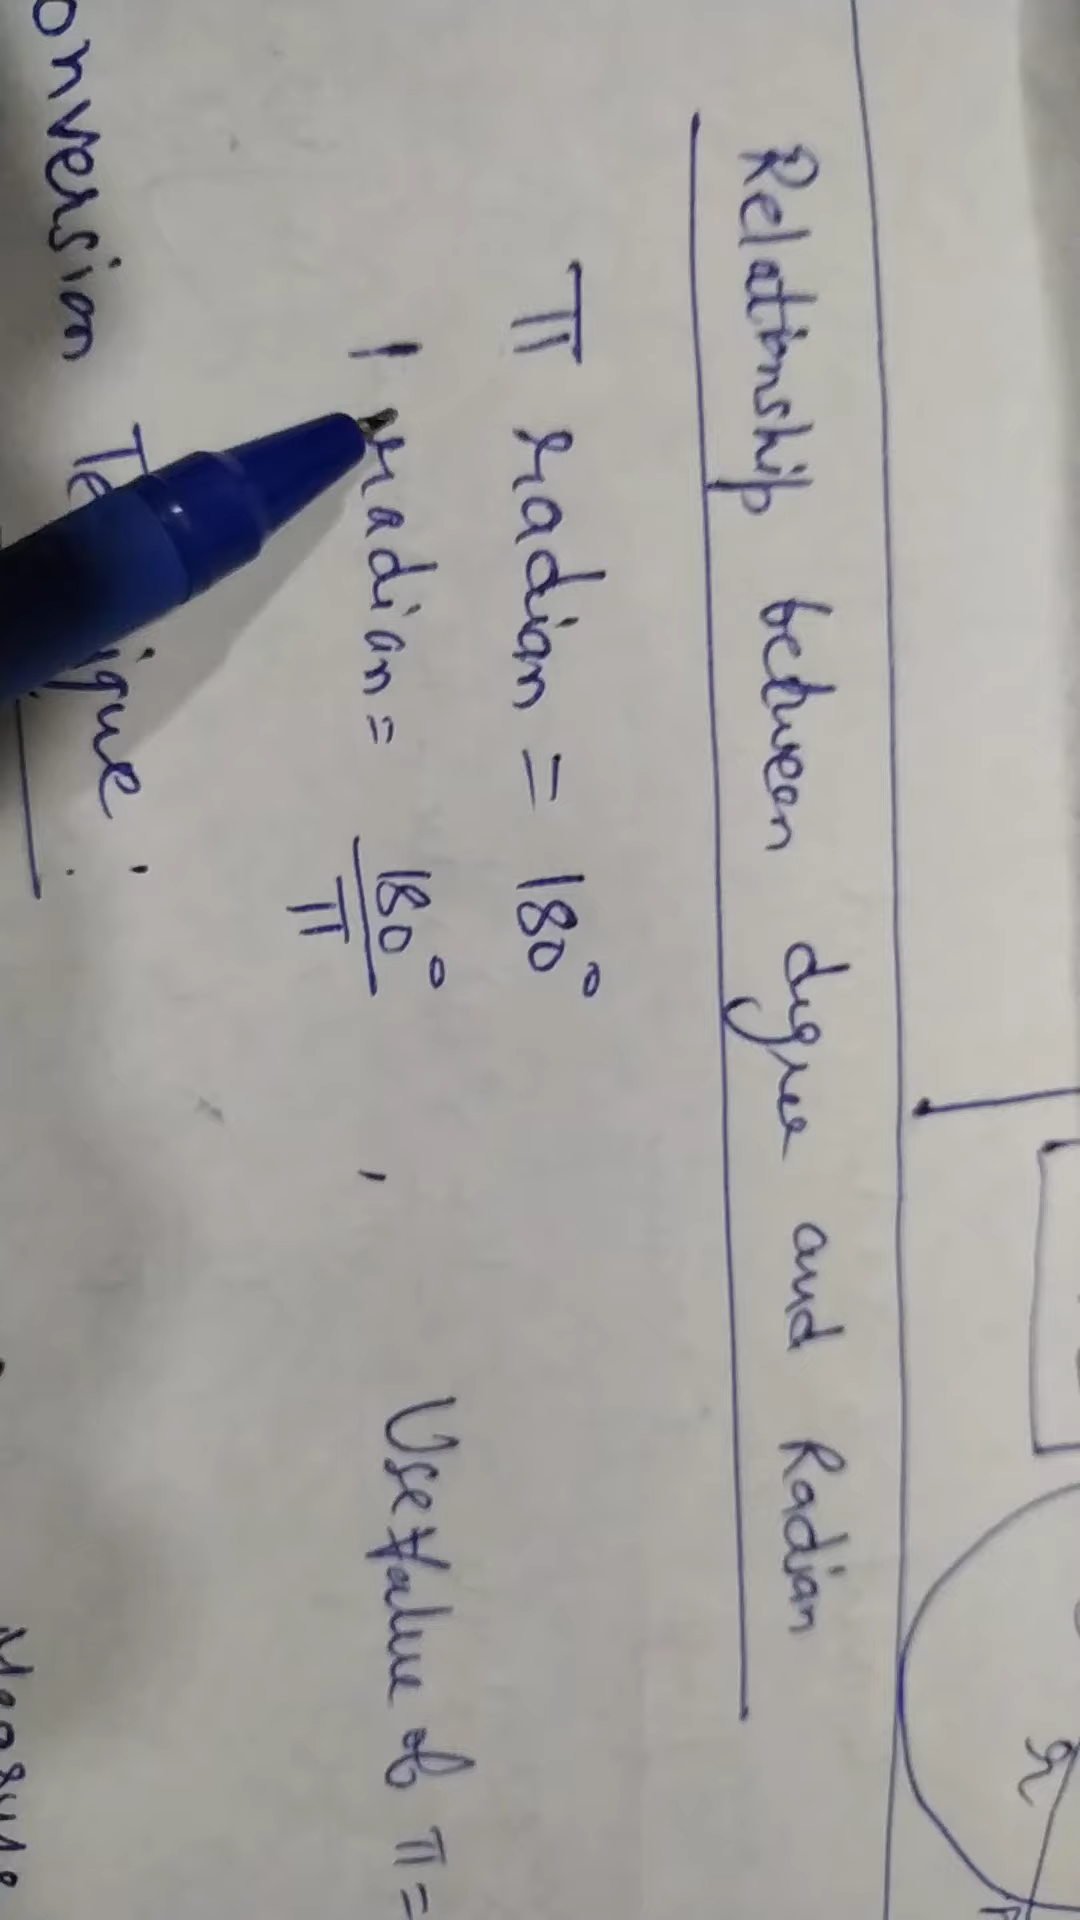 Relationship between degree and Radian
π radian = 180°
1 radian = 180°/π , Use Value of π =
onversion
r